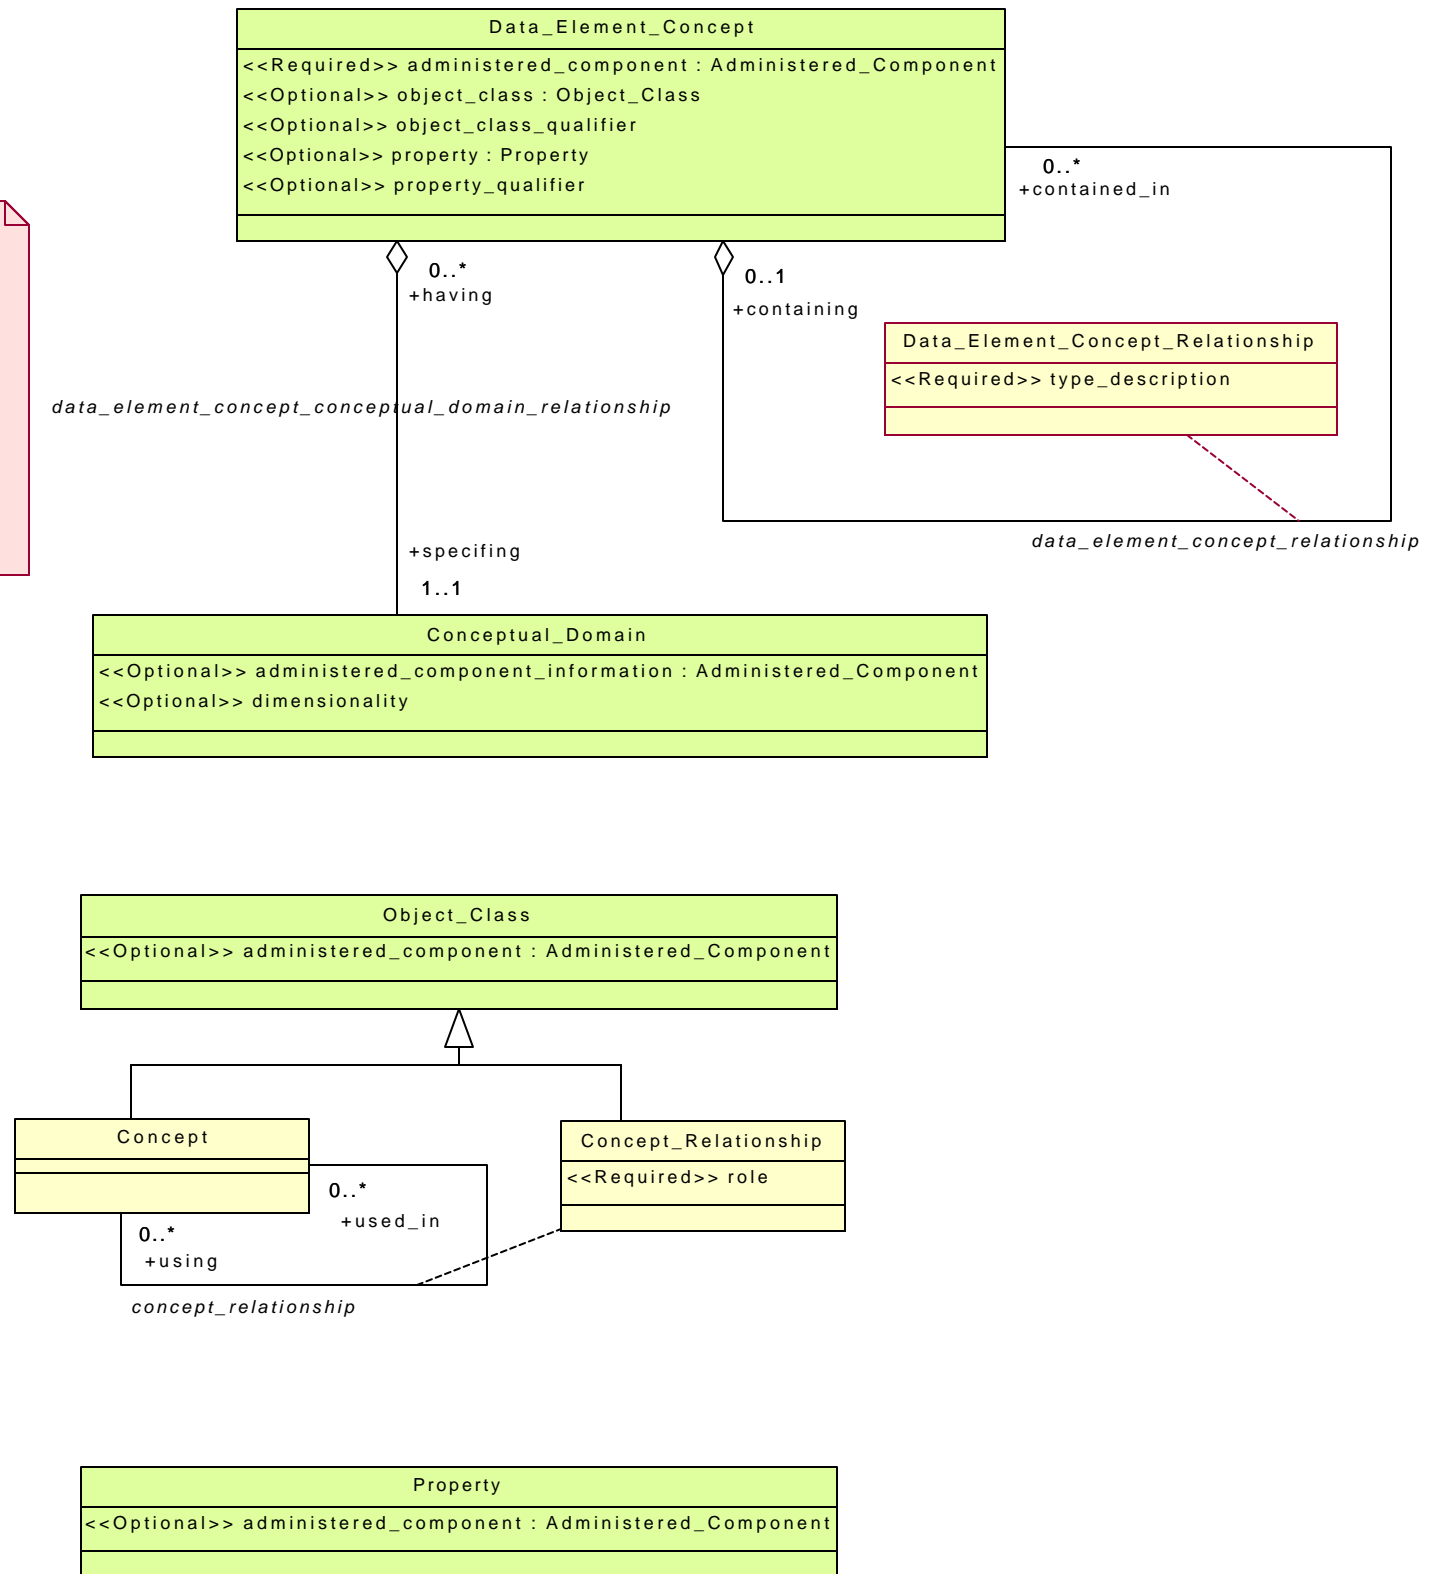 Data_Element_Concept
<<Required>> administered_component : Administered_Component
<<Optional>> object_class : Object_Class
<<Optional>> object_class_qualifier
<<Optional>> property : Property
<<Optional>> property_qualifier
0..*
+contained_in
0..*
+having
0..1
+containing
Data_Element_Concept_Relationship
<<Required>> type_description
data_element_concept_conceptual_domain_relationship
data_element_concept_relationship
+specifing
1..1
Conceptual_Domain
<<Optional>> administered_component_information : Administered_Component
<<Optional>> dimensionality
Object_Class
<<Optional>> administered_component : Administered_Component
Concept
Concept_Relationship
<<Required>> role
0..*
+used_in
0..*
+using
concept_relationship
Property
<<Optional>> administered_component : Administered_Component